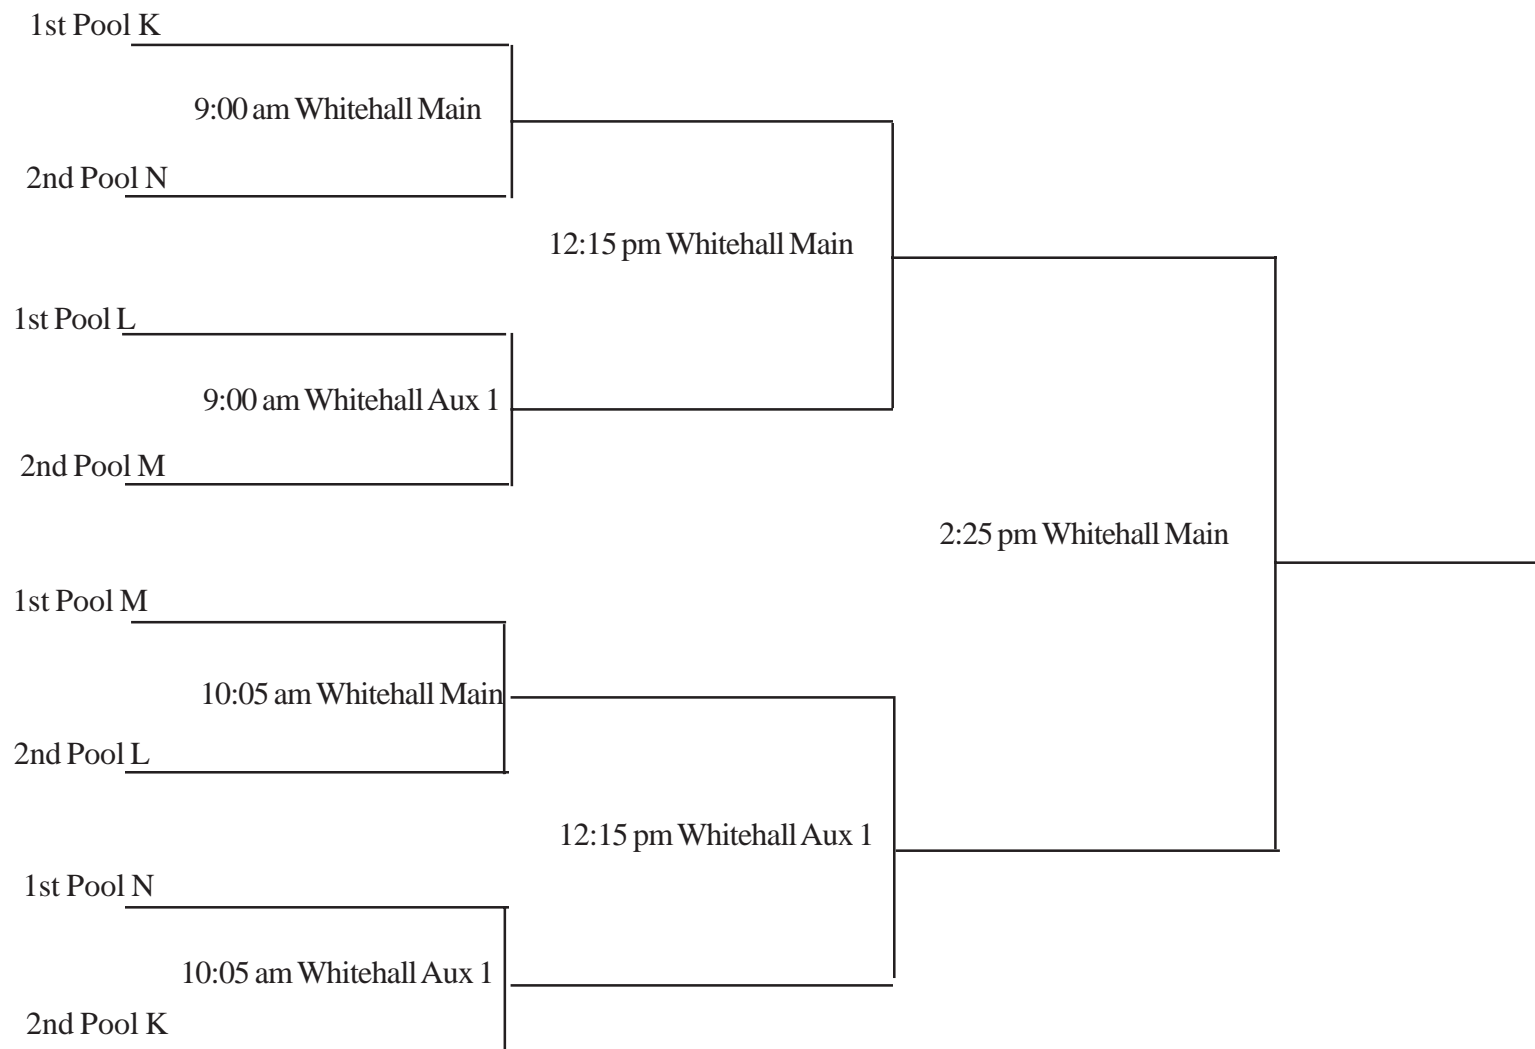 1st Pool K
9:00 am Whitehall Main
2nd Pool N
12:15 pm Whitehall Main
1st Pool L
9:00 am Whitehall Aux 1
2nd Pool M
2:25 pm Whitehall Main
1st Pool M
10:05 am Whitehall Main
2nd Pool L
12:15 pm Whitehall Aux 1
1st Pool N
10:05 am Whitehall Aux 1
2nd Pool K